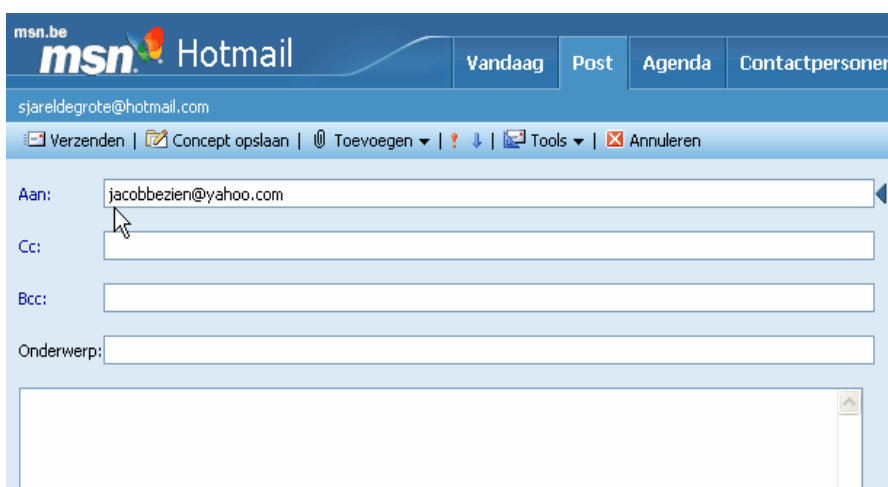 msn.be
msn Hotmail
Vandaag Post Agenda Contactpersonen
sjareldegrote@hotmail.com
Verzenden | Concept opslaan | Toevoegen | Tools | Annuleren
Aan: jacobbezien@yahoo.com
Cc:
Bcc:
Onderwerp: